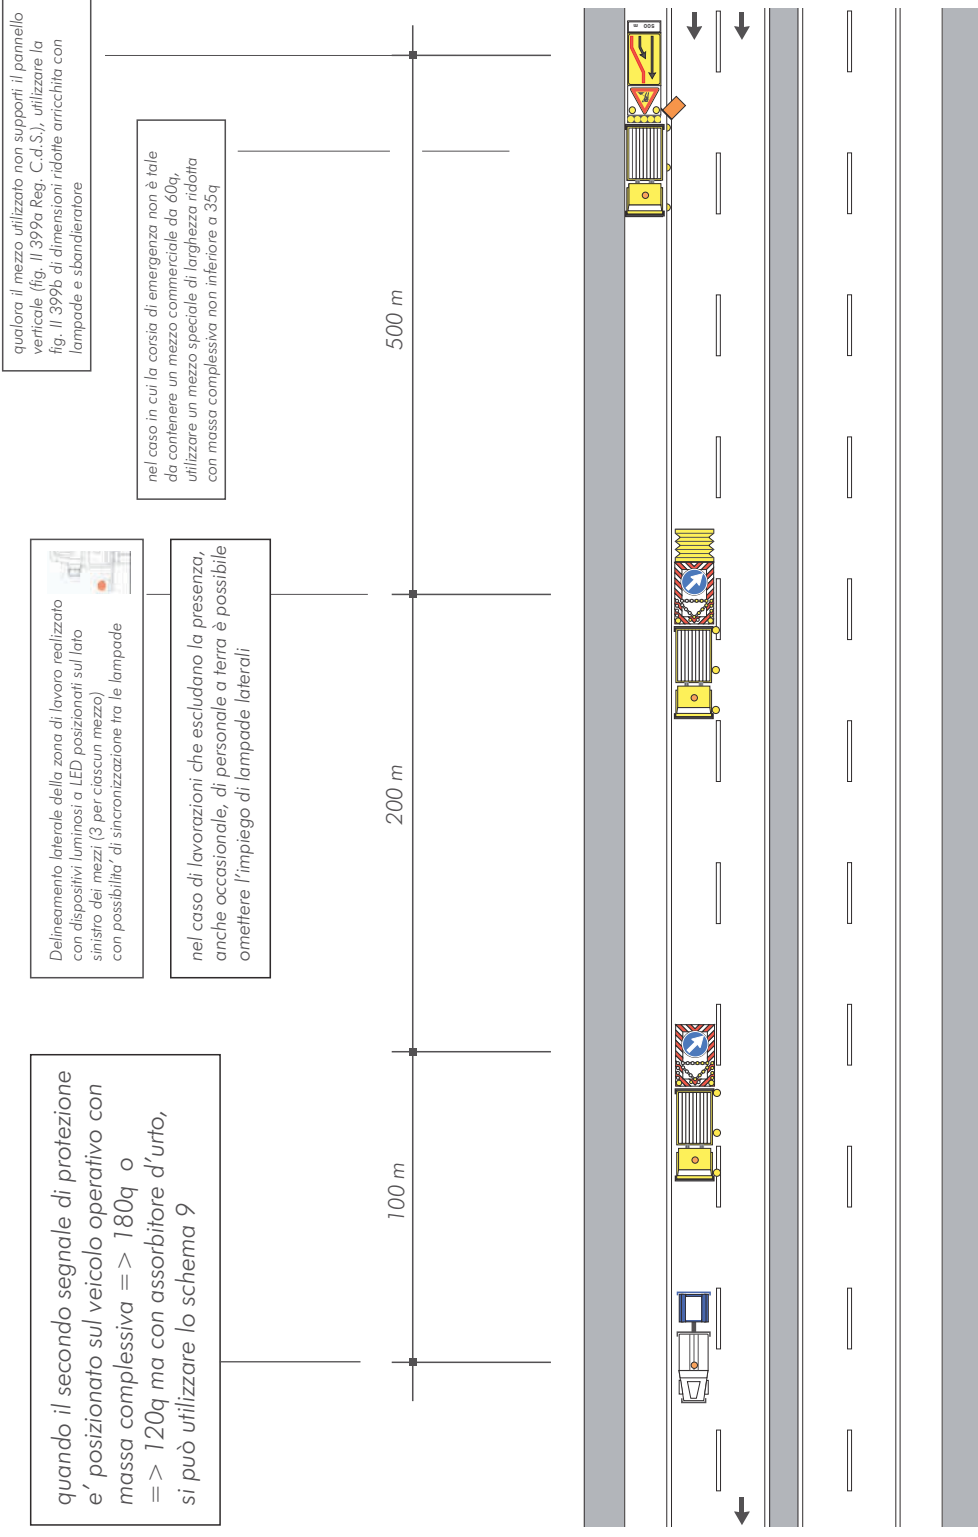 qualora il mezzo utilizzato non supporti il pannello
verticale (fig. II 399a Reg. C.d.S.), utilizzare la
fig. II 399b di dimensioni ridotte arricchita con
lampade e sbandieratore
nel caso in cui la corsia di emergenza non è tale
da contenere un mezzo commerciale da 60q,
utilizzare un mezzo speciale di larghezza ridotta
con massa complessiva non inferiore a 35q
500 m
500 m
Delineamento laterale della zona di lavoro realizzato
con dispositivi luminosi a LED posizionati sul lato
sinistro dei mezzi (3 per ciascun mezzo)
con possibilita' di sincronizzazione tra le lampade
nel caso di lavorazioni che escludano la presenza,
anche occasionale, di personale a terra è possibile
omettere l'impiego di lampade laterali
200 m
quando il secondo segnale di protezione
e' posizionato sul veicolo operativo con
massa complessiva => 180q o
=> 120q ma con assorbitore d'urto,
si può utilizzare lo schema 9
100 m